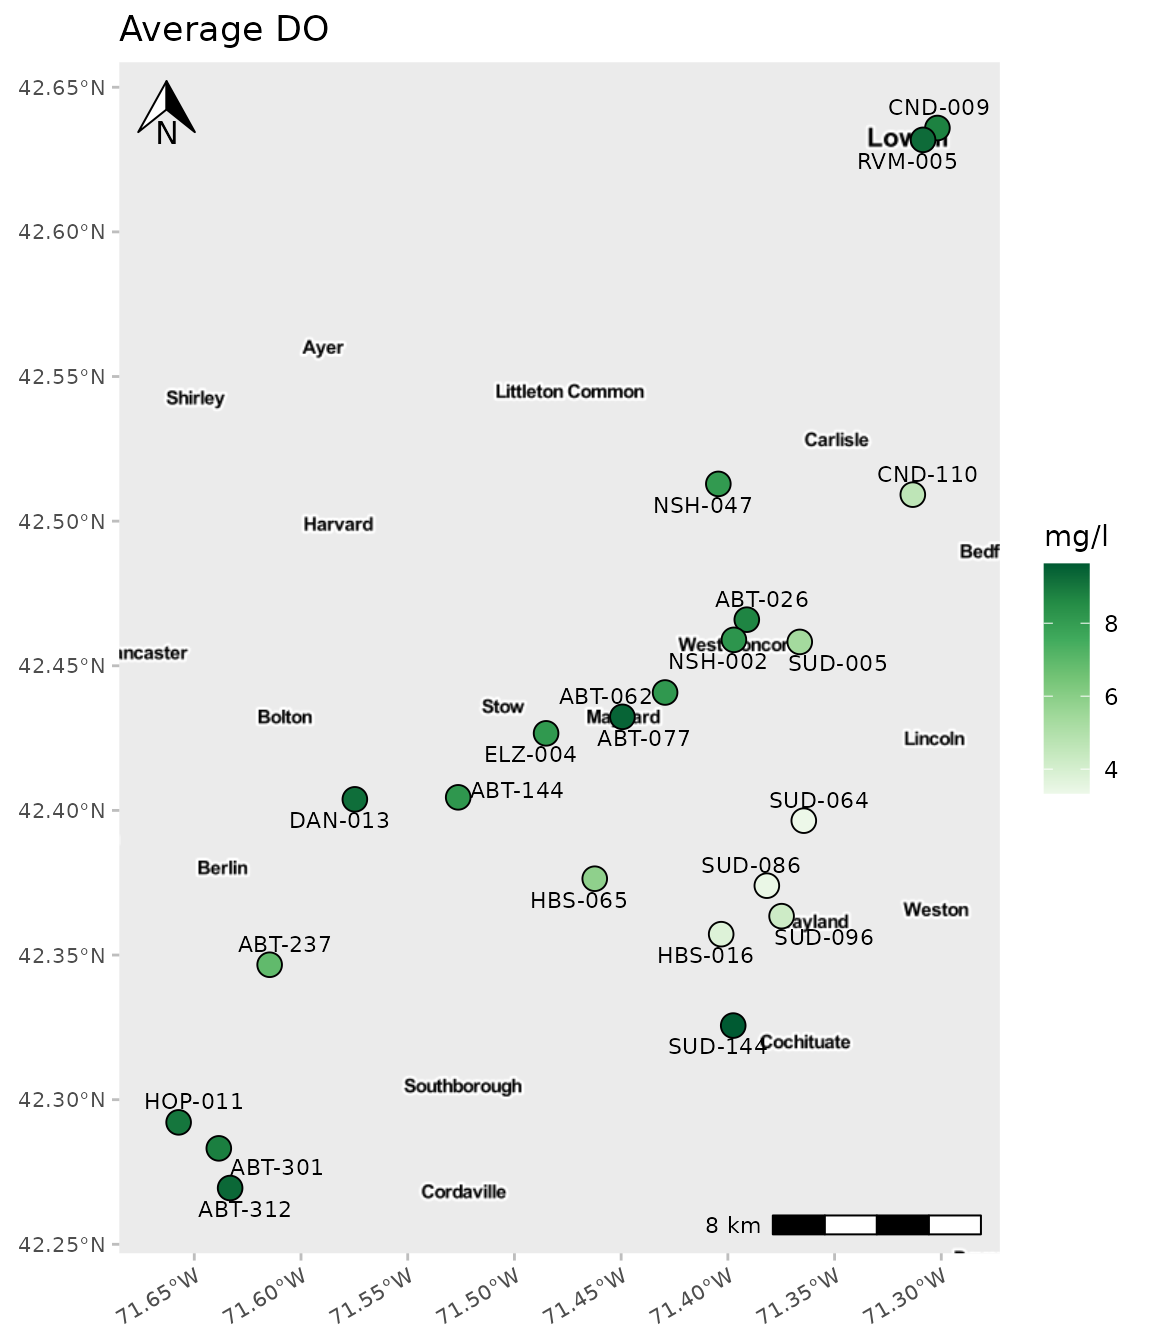 Average DO
42.65°N
42.60°N
42.55°N
42.50°N
42.45°N
42.40°N
42.35°N
42.30°N
42.25°N
N
CND-009
RVM-005
Ayer
Shirley
Littleton Common
Carlisle
CND-110
NSH-047
Harvard
Bedf
ABT-026
NSH-002
SUD-005
ancaster
ABT-062
Stow
Bolton
ABT-077
ELZ-004
Lincoln
ABT-144
DAN-013
SUD-064
Berlin
SUD-086
HBS-065
Weston
ayland
SUD-096
ABT-237
HBS-016
SUD-144
Cochituate
Southborough
HOP-011
ABT-301
ABT-312
Cordaville
8 km
71.65°W
71.60°W
71.55°W
71.50°W
71.45°W
71.40°W
71.35°W
71.30°W
mg/l
8
6
4